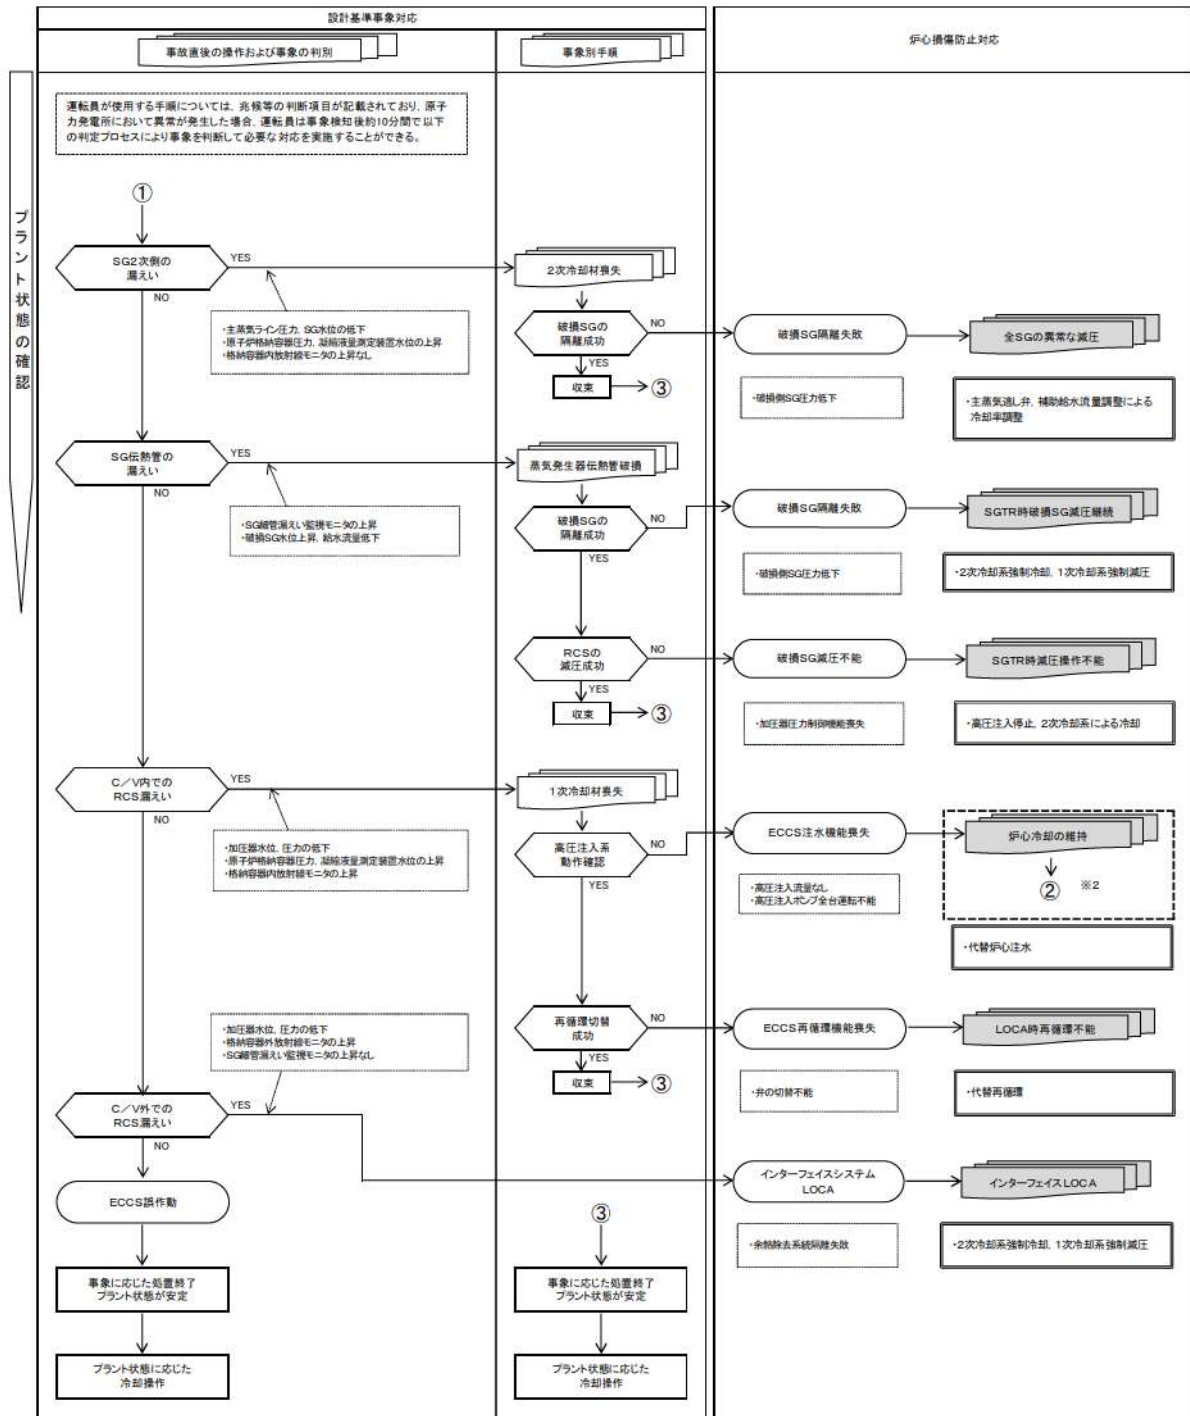 設計基準事象対応
事故直後の操作および事象の判別
事象別手順
炉心損傷防止対応
プラント状態の確認
運転員が使用する手順については、兆候等の判断項目が記載されており、原子
力発電所において異常が発生した場合、運転員は事象検知後約10分間で以下
の判定プロセスにより事象を判断して必要な対応を実施することができる。
①
SG2次側の
漏えい
YES
NO
・主蒸気ライン圧力、SG水位の低下
・原子炉格納容器圧力、凝縮液量測定装置水位の上昇
・格納容器内放射線モニタの上昇なし
2次冷却材喪失
破損SGの
隔離成功
NO
YES
収束
③
破損SG隔離失敗
全SGの異常な減圧
・破損側SG圧力低下
・主蒸気逃し弁、補助給水流量調整による
冷却率調整
SG伝熱管の
漏えい
YES
NO
・SG細管漏えい監視モニタの上昇
・破損SG水位上昇、給水流量低下
蒸気発生器伝熱管破損
破損SGの
隔離成功
NO
YES
破損SG隔離失敗
SGTR時破損SG減圧継続
・破損側SG圧力低下
・2次冷却系強制冷却、1次冷却系強制減圧
RCSの
減圧成功
NO
YES
収束
③
破損SG減圧不能
SGTR時減圧操作不能
・加圧器圧力制御機能喪失
・高圧注入停止、2次冷却系による冷却
C/V内での
RCS漏えい
YES
NO
・加圧器水位、圧力の低下
・原子炉格納容器圧力、凝縮液量測定装置水位の上昇
・格納容器内放射線モニタの上昇
1次冷却材喪失
高圧注入系
動作確認
NO
YES
ECCS注水機能喪失
炉心冷却の維持
② ※2
・高圧注入流量なし
・高圧注入ポンプ全台運転不能
・代替炉心注水
・加圧器水位、圧力の低下
・格納容器外放射線モニタの上昇
・SG細管漏えい監視モニタの上昇なし
再循環切替
成功
NO
YES
収束
③
ECCS再循環機能喪失
LOCA時再循環不能
・弁の切替不能
・代替再循環
C/V外での
RCS漏えい
YES
NO
インターフェイスシステム
LOCA
インターフェイスLOCA
・余熱除去系統隔離失敗
・2次冷却系強制冷却、1次冷却系強制減圧
ECCS誤作動
事象に応じた処置終了
プラント状態が安定
プラント状態に応じた
冷却操作
③
事象に応じた処置終了
プラント状態が安定
プラント状態に応じた
冷却操作